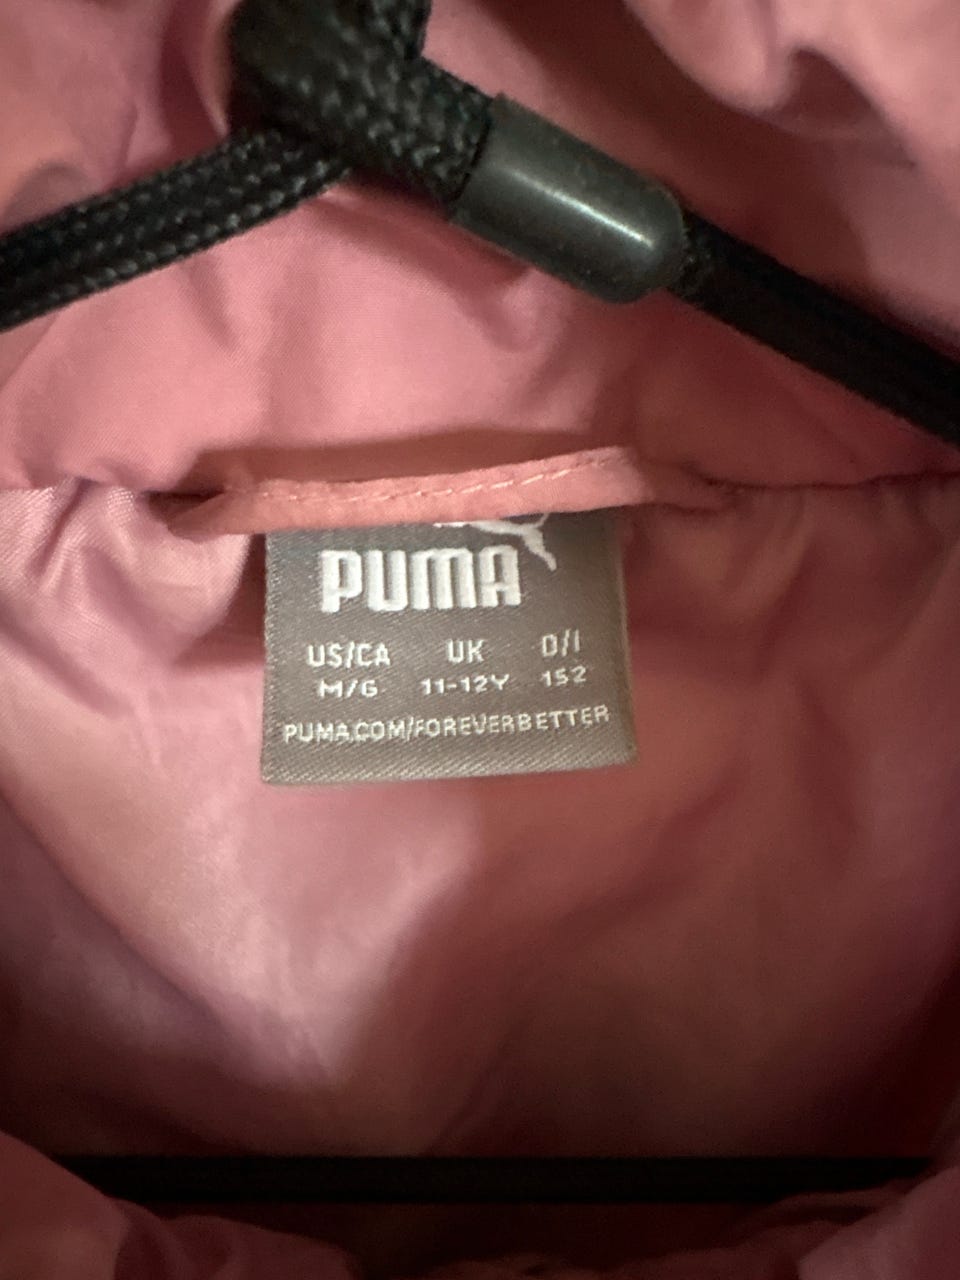 PUMA
US/CA UK D/I
M/G 11-12Y 152
PUMA.COM/FOREVERBETTER